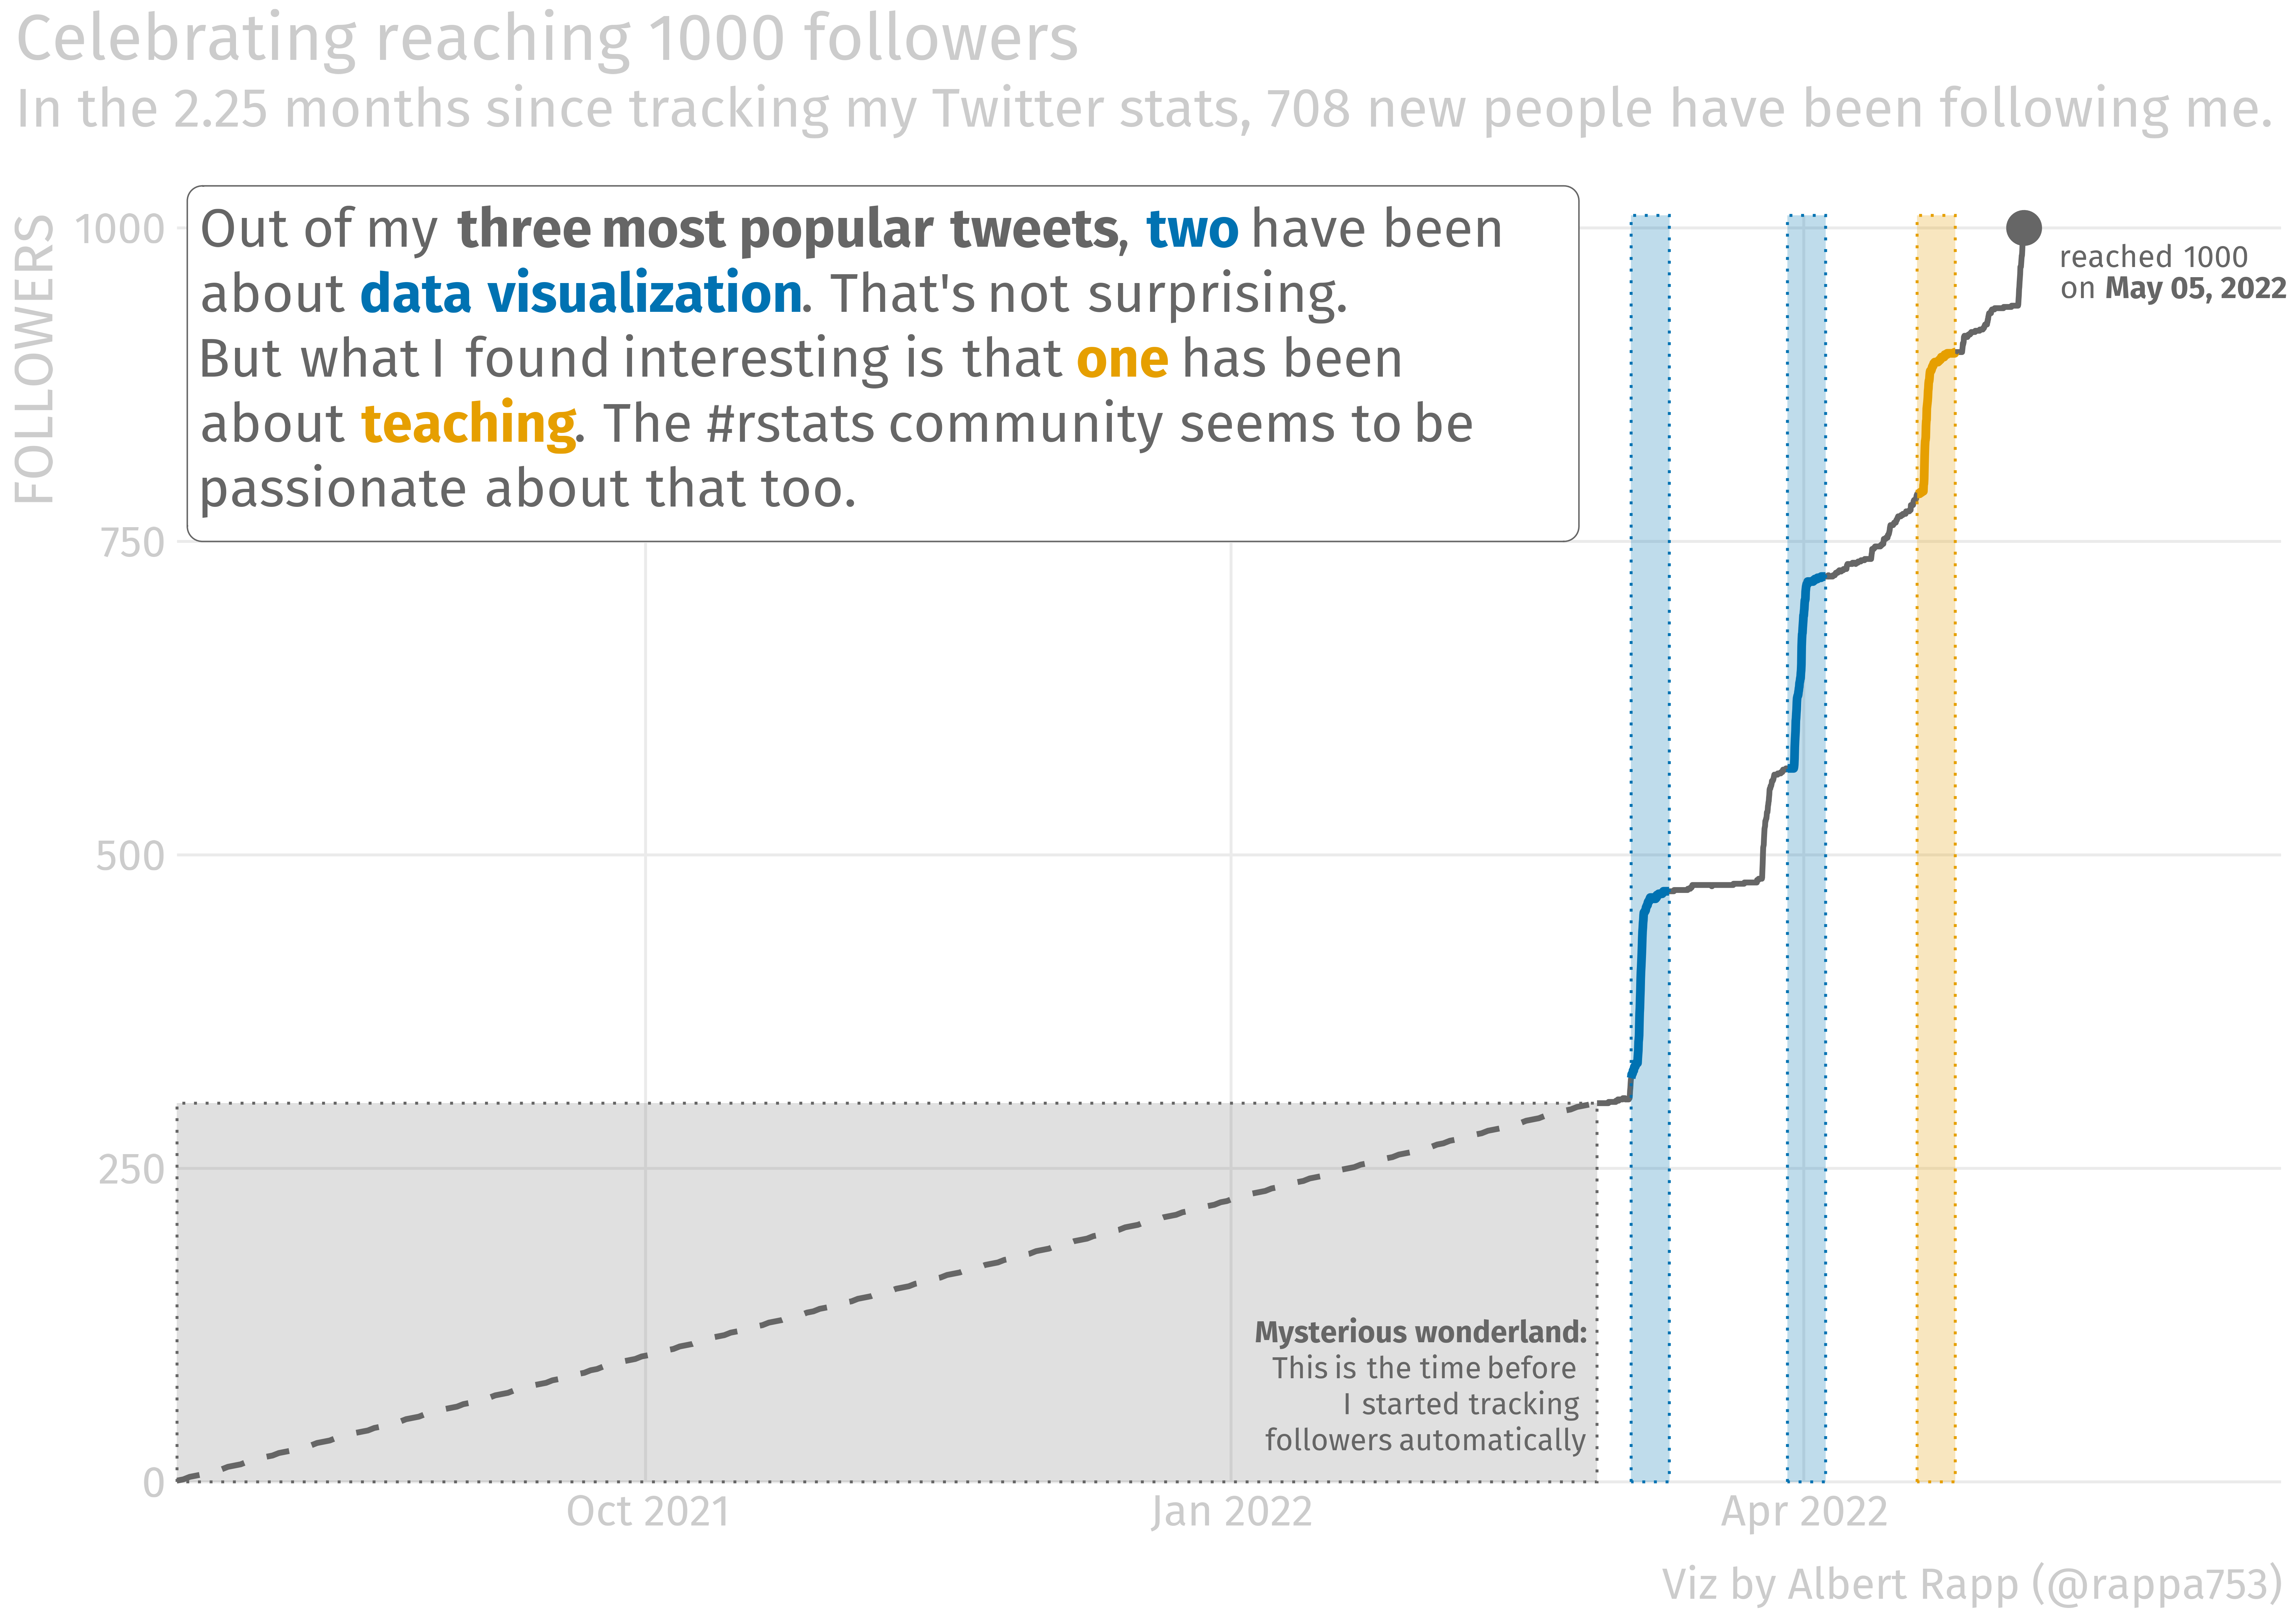 Celebrating reaching 1000 followers
In the 2.25 months since tracking my Twitter stats, 708 new people have been following me.
FOLLOWERS
1000
750
500
250
0
Out of my three most popular tweets, two have been
about data visualization. That's not surprising.
But what I found interesting is that one has been
about teaching. The #rstats community seems to be
passionate about that too.
reached 1000
on May 05, 2022
Mysterious wonderland:
This is the time before
I started tracking
followers automatically
Oct 2021
Jan 2022
Apr 2022
Viz by Albert Rapp (@rappa753)